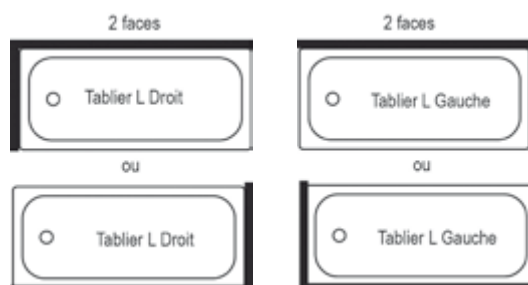 2 faces
2 faces
Tablier L Droit
Tablier L Gauche
ou
ou
Tablier L Droit
Tablier L Gauche